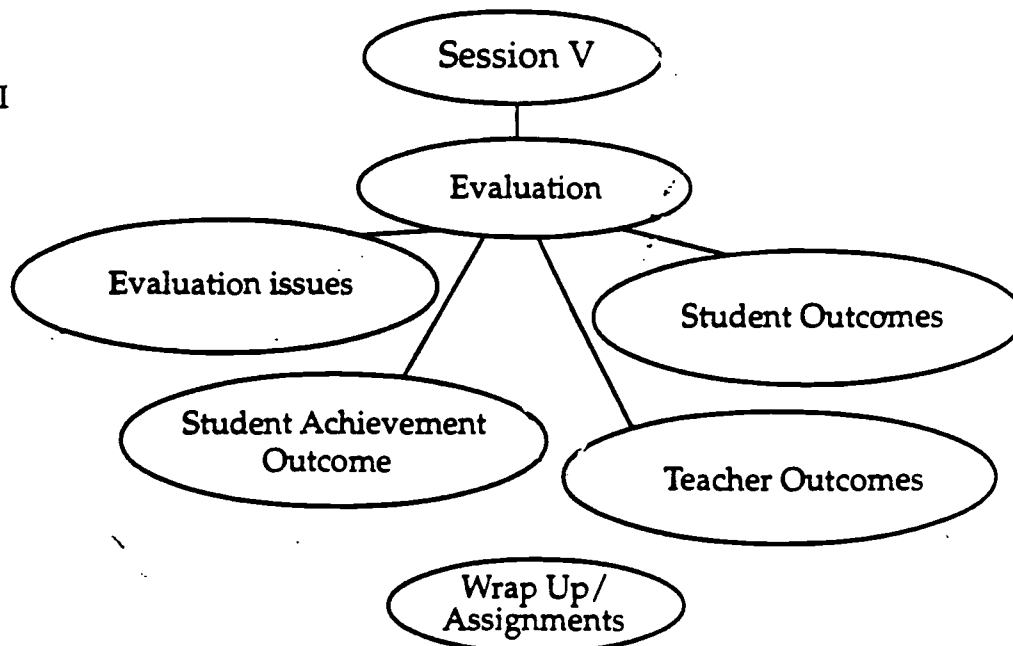 Session V
I
Evaluation
Evaluation issues
Student Outcomes
Student Achievement
Outcome
Teacher Outcomes
Wrap Up/
Assignments